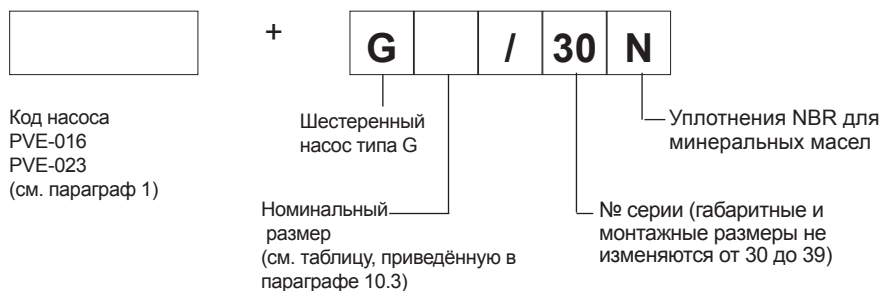 + G / 30 N
Код насоса
PVE-016
PVE-023
(см. параграф 1)
Шестеренный
насос типа G
Уплотнения NBR для
минеральных масел
Номинальный
размер
(см. таблицу, приведённую в
параграфе 10.3)
№ серии (габаритные и
монтажные размеры не
изменяются от 30 до 39)